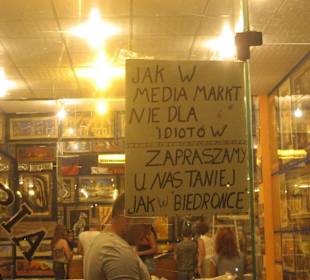 JAK W
MEDIA MARKT
NIE DLA
IDIOTÓW
ZAPRASZAMY
U NAS TANIEJ
JAK W BIEDRONCE